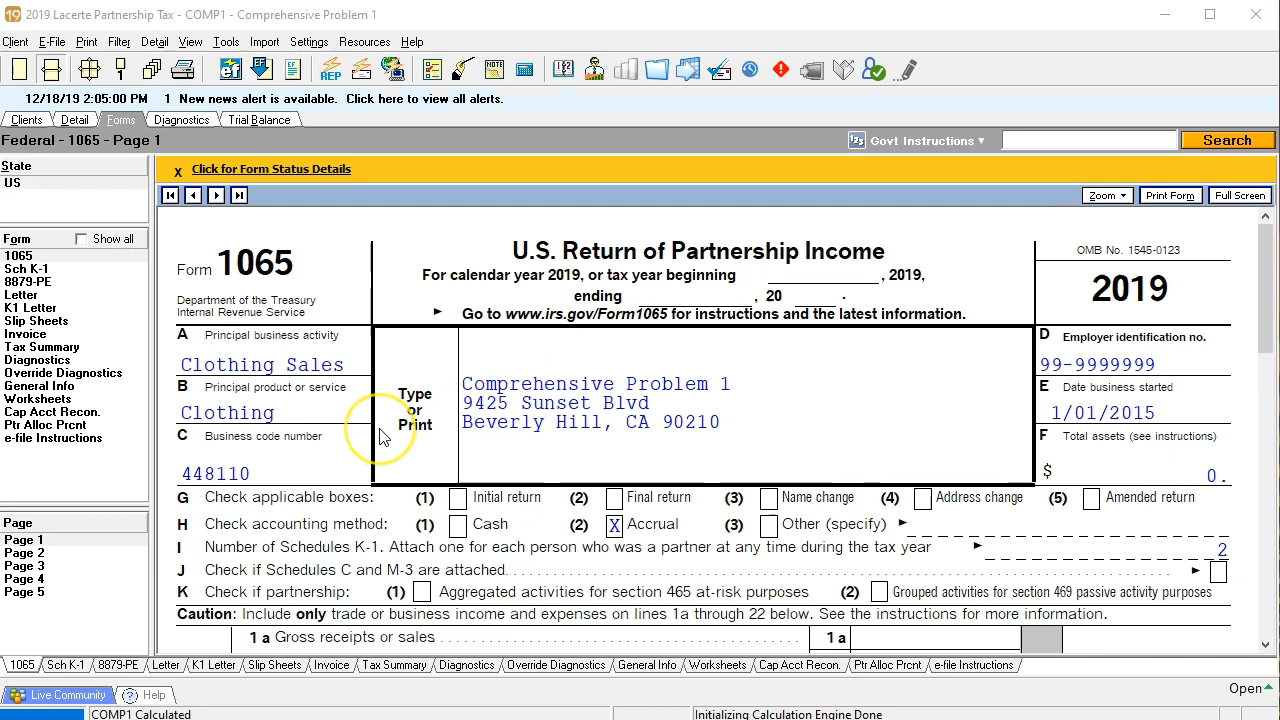 19 2019 Lacerte Partnership Tax - COMP1 - Comprehensive Problem 1
Client E-File Print Filter Detail View Tools Import Settings Resources Help
12/18/19 2:05:00 PM 1 New news alert is available. Click here to view all alerts.
Clients Detail Forms Diagnostics Trial Balance
Federal - 1065 - Page 1 Govt Instructions Search
State
US
Form Show all
1065
Sch K-1
8879-PE
Letter
K1 Letter
Slip Sheets
Invoice
Tax Summary
Diagnostics
Override Diagnostics
General Info
Worksheets
Cap Acct Recon.
Ptr Alloc Prcnt
e-file Instructions
Page
Page 1
Page 2
Page 3
Page 4
Page 5
X Click for Form Status Details
Zoom Print Form Full Screen
Form 1065
Department of the Treasury
Internal Revenue Service
U.S. Return of Partnership Income
For calendar year 2019, or tax year beginning , 2019,
ending , 20 .
Go to www.irs.gov/Form1065 for instructions and the latest information.
OMB No. 1545-0123
2019
A Principal business activity
Clothing Sales
B Principal product or service
Clothing
C Business code number
448110
Type
or
Print
Comprehensive Problem 1
9425 Sunset Blvd
Beverly Hill, CA 90210
D Employer identification no.
99-9999999
E Date business started
1/01/2015
F Total assets (see instructions)
$ 0.
G Check applicable boxes: (1) Initial return (2) Final return (3) Name change (4) Address change (5) Amended return
H Check accounting method: (1) Cash (2) X Accrual (3) Other (specify)
I Number of Schedules K-1. Attach one for each person who was a partner at any time during the tax year 2
J Check if Schedules C and M-3 are attached
K Check if partnership: (1) Aggregated activities for section 465 at-risk purposes (2) Grouped activities for section 469 passive activity purposes
Caution: Include only trade or business income and expenses on lines 1a through 22 below. See the instructions for more information.
1 a Gross receipts or sales 1 a
1065 Sch K-1 8879-PE Letter K1 Letter Slip Sheets Invoice Tax Summary Diagnostics Override Diagnostics General Info Worksheets Cap Acct Recon. Ptr Alloc Prcnt e-file Instructions
Live Community Help Open
COMP1 Calculated Initializing Calculation Engine Done